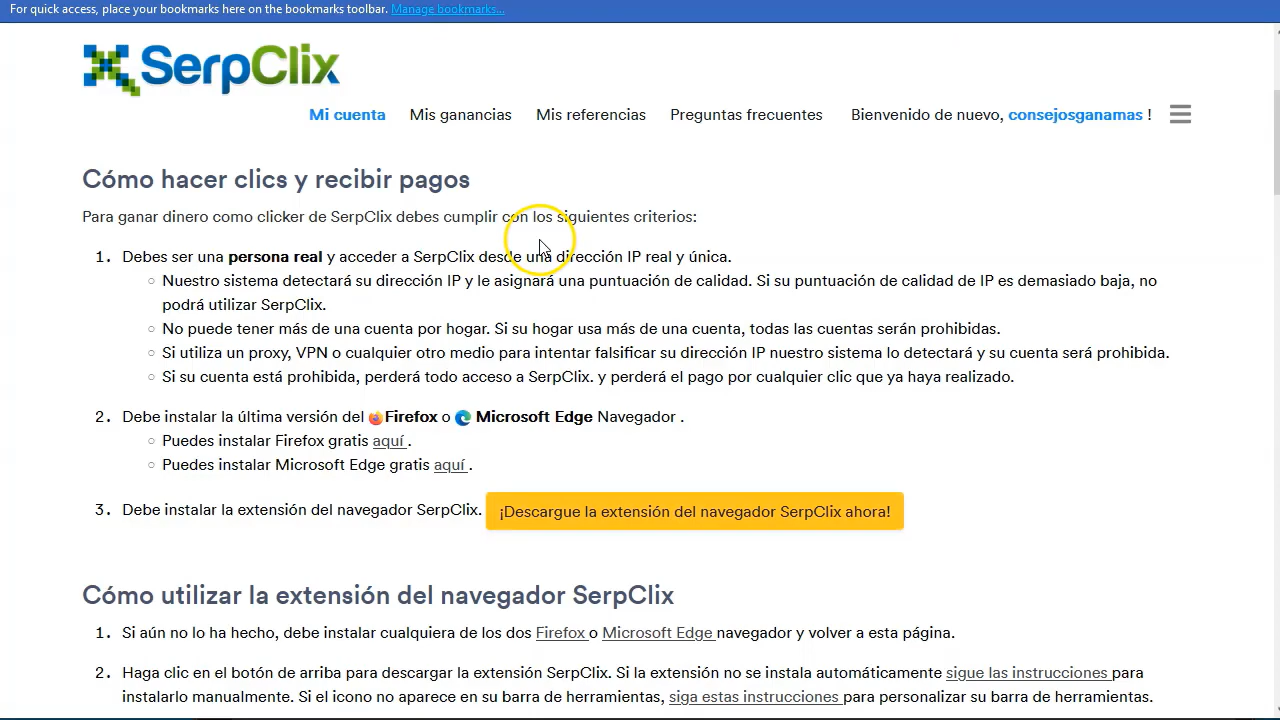 For quick access, place your bookmarks here on the bookmarks toolbar. Manage bookmarks...
SerpClix
Mi cuenta Mis ganancias Mis referencias Preguntas frecuentes Bienvenido de nuevo, consejosganamas !
Cómo hacer clics y recibir pagos
Para ganar dinero como clicker de SerpClix debes cumplir con los siguientes criterios:
1. Debes ser una persona real y acceder a SerpClix desde una dirección IP real y única.
○ Nuestro sistema detectará su dirección IP y le asignará una puntuación de calidad. Si su puntuación de calidad de IP es demasiado baja, no
podrá utilizar SerpClix.
○ No puede tener más de una cuenta por hogar. Si su hogar usa más de una cuenta, todas las cuentas serán prohibidas.
○ Si utiliza un proxy, VPN o cualquier otro medio para intentar falsificar su dirección IP nuestro sistema lo detectará y su cuenta será prohibida.
○ Si su cuenta está prohibida, perderá todo acceso a SerpClix. y perderá el pago por cualquier clic que ya haya realizado.
2. Debe instalar la última versión del Firefox o Microsoft Edge Navegador .
○ Puedes instalar Firefox gratis aquí .
○ Puedes instalar Microsoft Edge gratis aquí .
3. Debe instalar la extensión del navegador SerpClix. ¡Descargue la extensión del navegador SerpClix ahora!
Cómo utilizar la extensión del navegador SerpClix
1. Si aún no lo ha hecho, debe instalar cualquiera de los dos Firefox o Microsoft Edge navegador y volver a esta página.
2. Haga clic en el botón de arriba para descargar la extensión SerpClix. Si la extensión no se instala automáticamente sigue las instrucciones para
instalarlo manualmente. Si el icono no aparece en su barra de herramientas, siga estas instrucciones para personalizar su barra de herramientas.